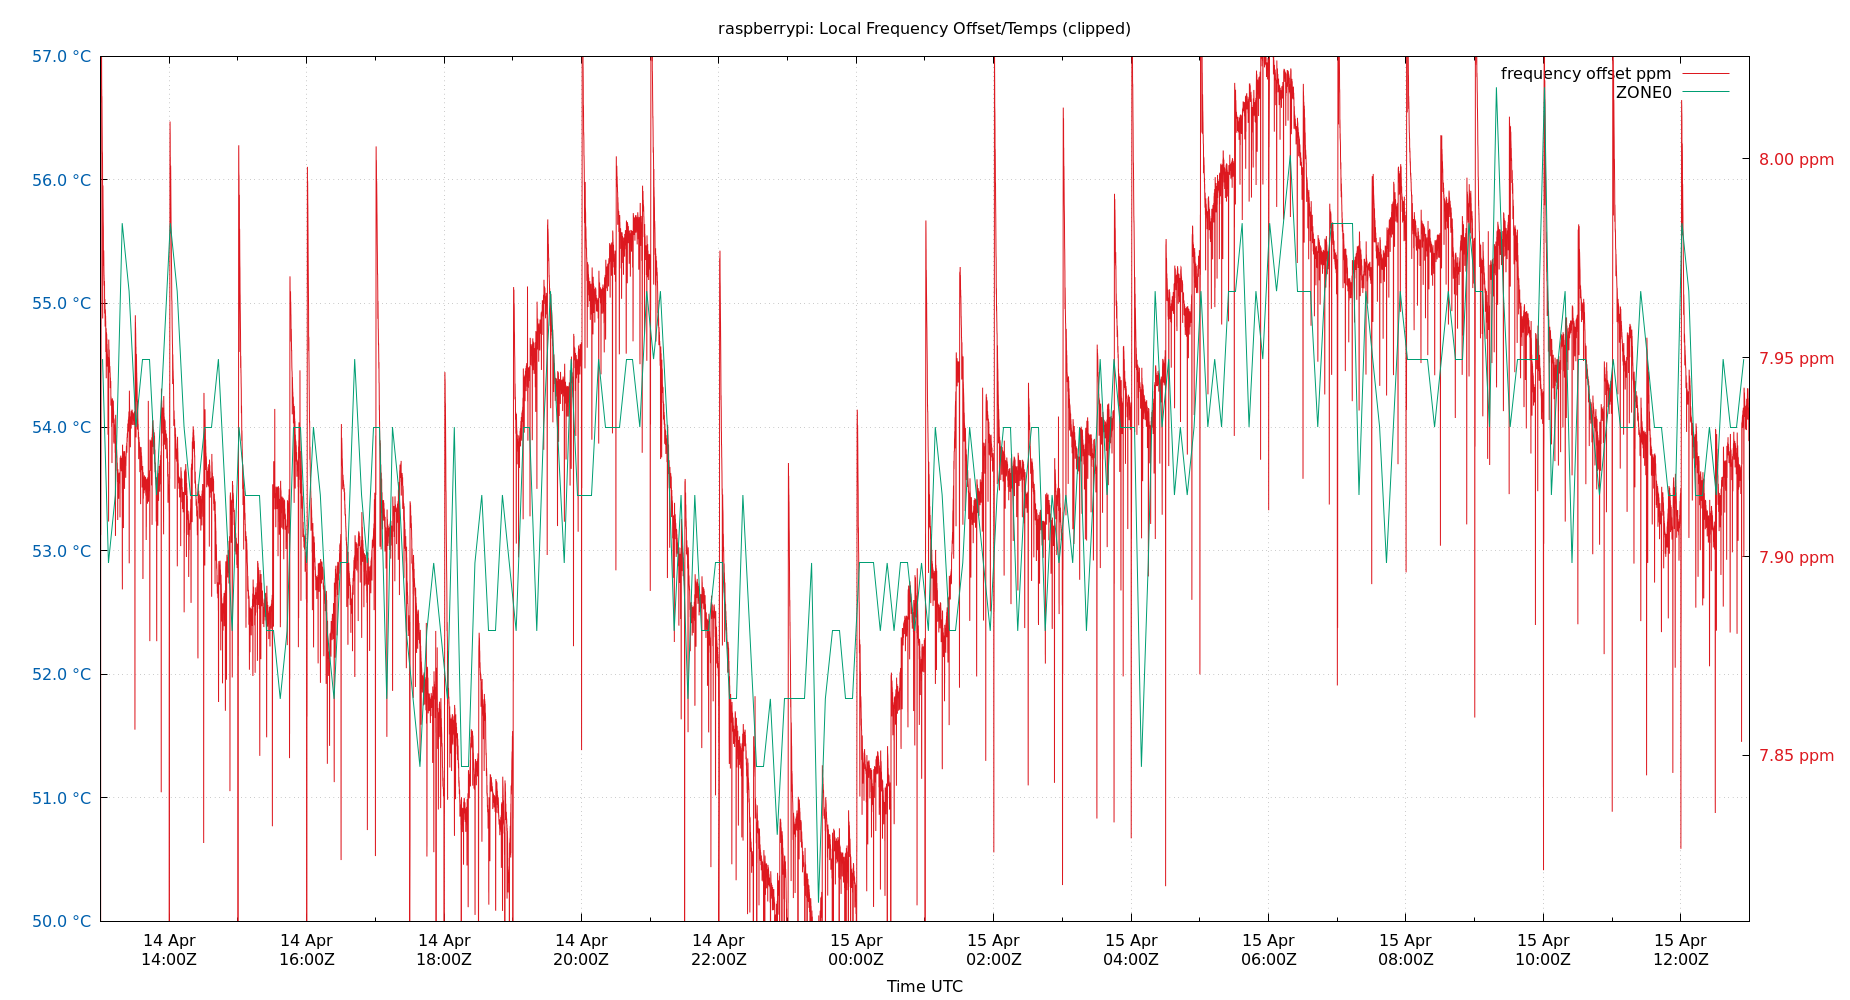 raspberrypi: Local Frequency Offset/Temps (clipped)
57.0 °C
56.0 °C
55.0 °C
54.0 °C
53.0 °C
52.0 °C
51.0 °C
50.0 °C
frequency offset ppm
ZONE0
8.00 ppm
7.95 ppm
7.90 ppm
7.85 ppm
14 Apr 14 Apr 14 Apr 14 Apr 14 Apr 15 Apr 15 Apr 15 Apr 15 Apr 15 Apr 15 Apr 15 Apr
14:00Z 16:00Z 18:00Z 20:00Z 22:00Z 00:00Z 02:00Z 04:00Z 06:00Z 08:00Z 10:00Z 12:00Z
Time UTC